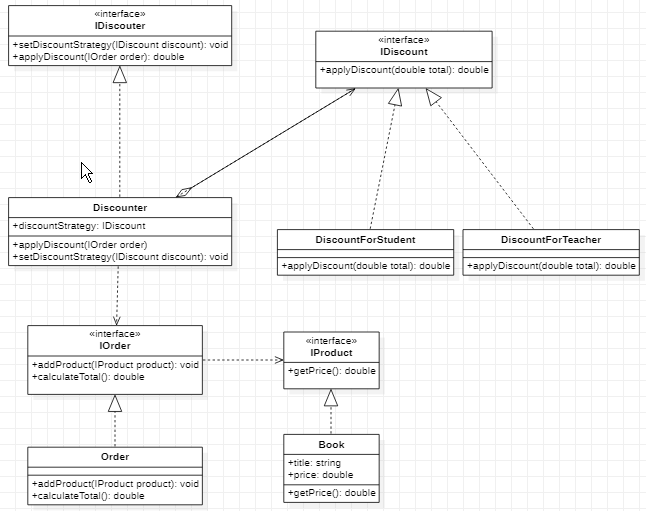 «interface»
IDiscouter
+setDiscountStrategy(IDiscount discount): void
+applyDiscount(IOrder order): double
«interface»
IDiscount
+applyDiscount(double total): double
Discounter
+discountStrategy: IDiscount
+applyDiscount(IOrder order)
+setDiscountStrategy(IDiscount discount): void
DiscountForStudent
+applyDiscount(double total): double
DiscountForTeacher
+applyDiscount(double total): double
«interface»
IOrder
+addProduct(IProduct product): void
+calculateTotal(): double
«interface»
IProduct
+getPrice(): double
Order
+addProduct(IProduct product): void
+calculateTotal(): double
Book
+title: string
+price: double
+getPrice(): double